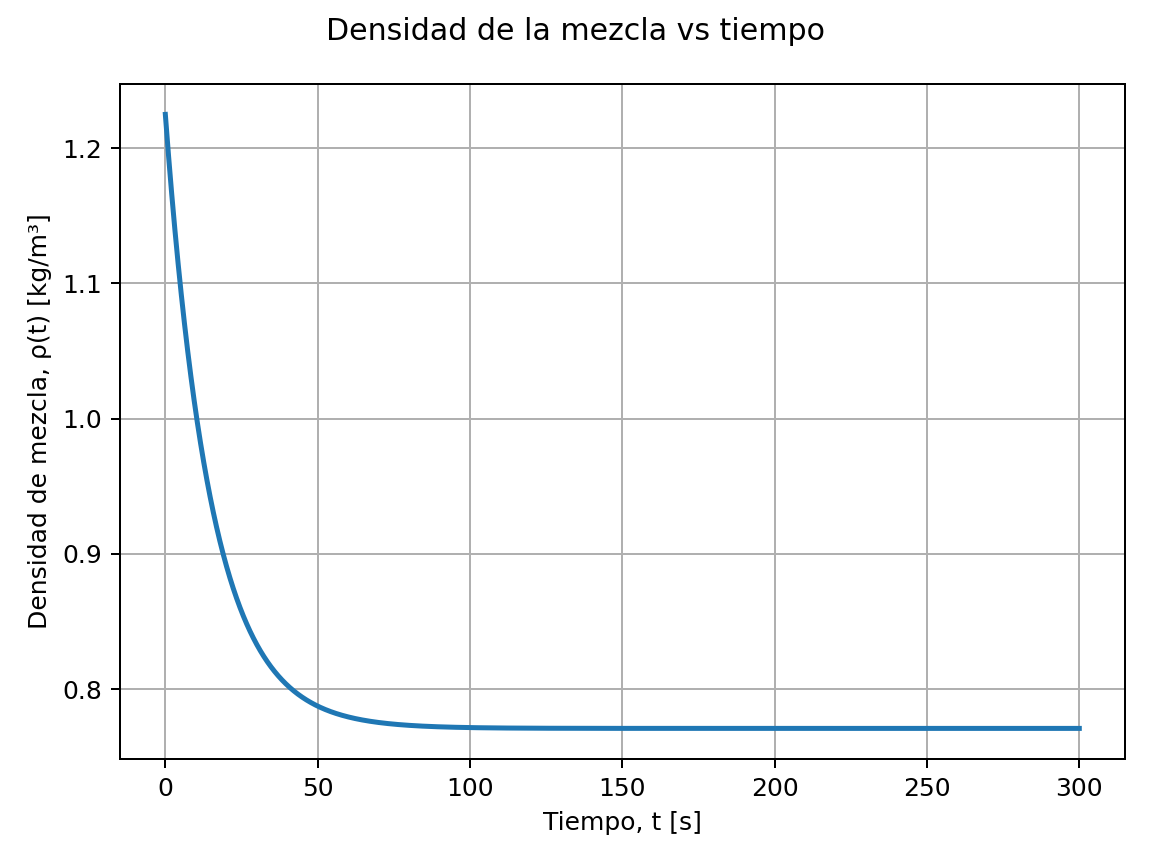 Densidad de la mezcla vs tiempo
Densidad de mezcla, ρ(t) [kg/m³]
1.2
1.1
1.0
0.9
0.8
0 50 100 150 200 250 300
Tiempo, t [s]